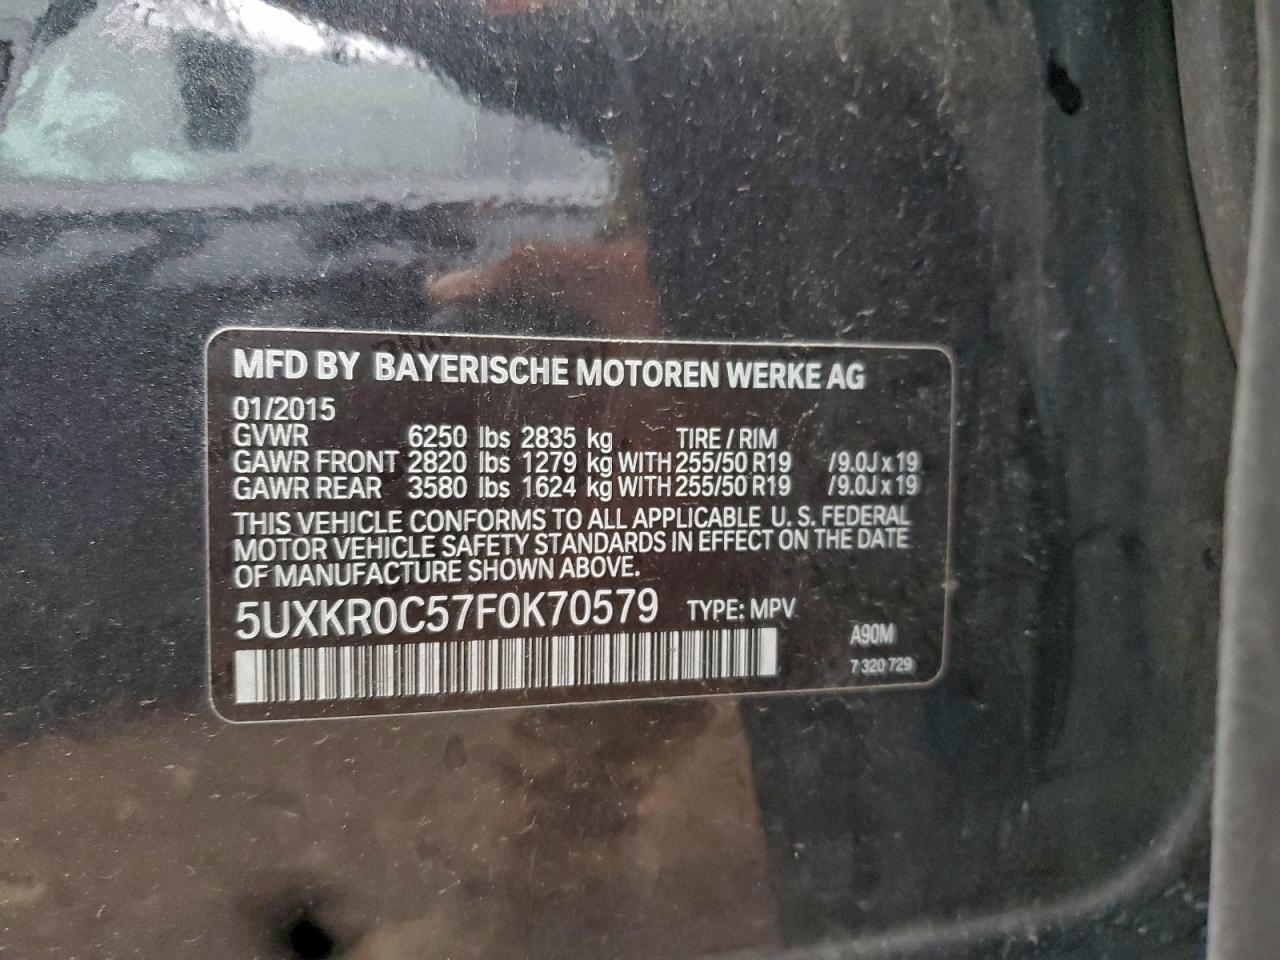 MFD BY BAYERISCHE MOTOREN WERKE AG
01/2015
GVWR 6250 lbs 2835 kg TIRE / RIM
GAWR FRONT 2820 lbs 1279 kg WITH 255/50 R19 /9.0J x 19
GAWR REAR 3580 lbs 1624 kg WITH 255/50 R19 /9.0J x 19
THIS VEHICLE CONFORMS TO ALL APPLICABLE U. S. FEDERAL
MOTOR VEHICLE SAFETY STANDARDS IN EFFECT ON THE DATE
OF MANUFACTURE SHOWN ABOVE.
5UXKR0C57F0K70579 TYPE: MPV
A90M
7 320 729